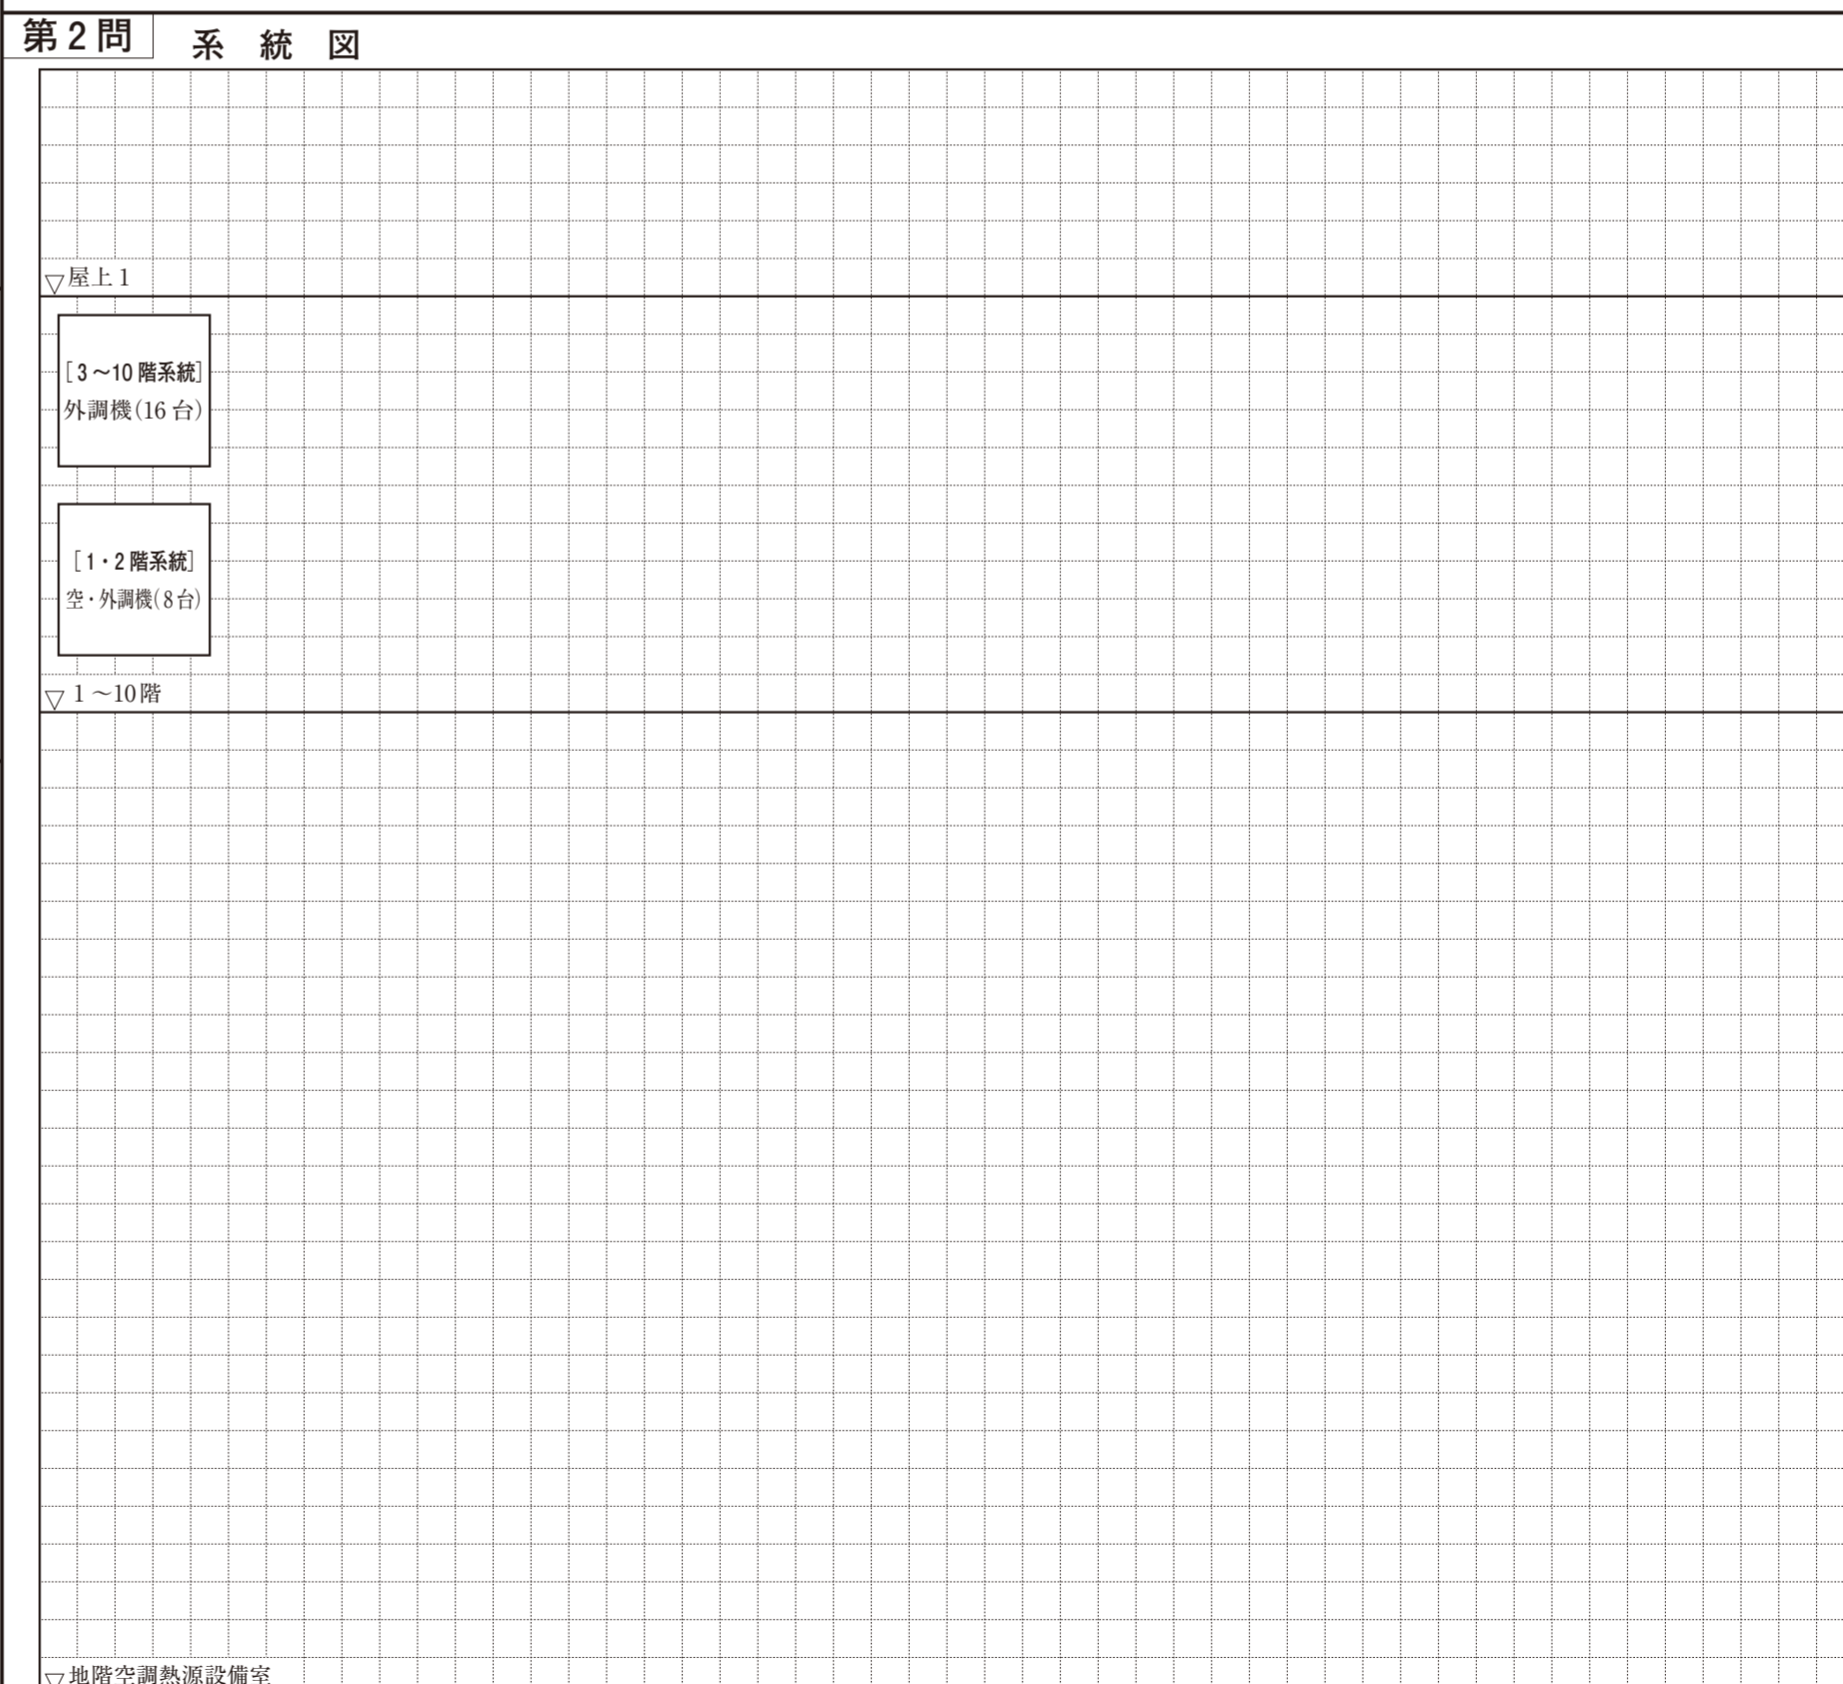 第2問
系 統 図
▽屋上1
[3〜10階系統]
外調機(16台)
[1・2階系統]
空・外調機(8台)
▽1〜10階
▽地階空調熱源設備室